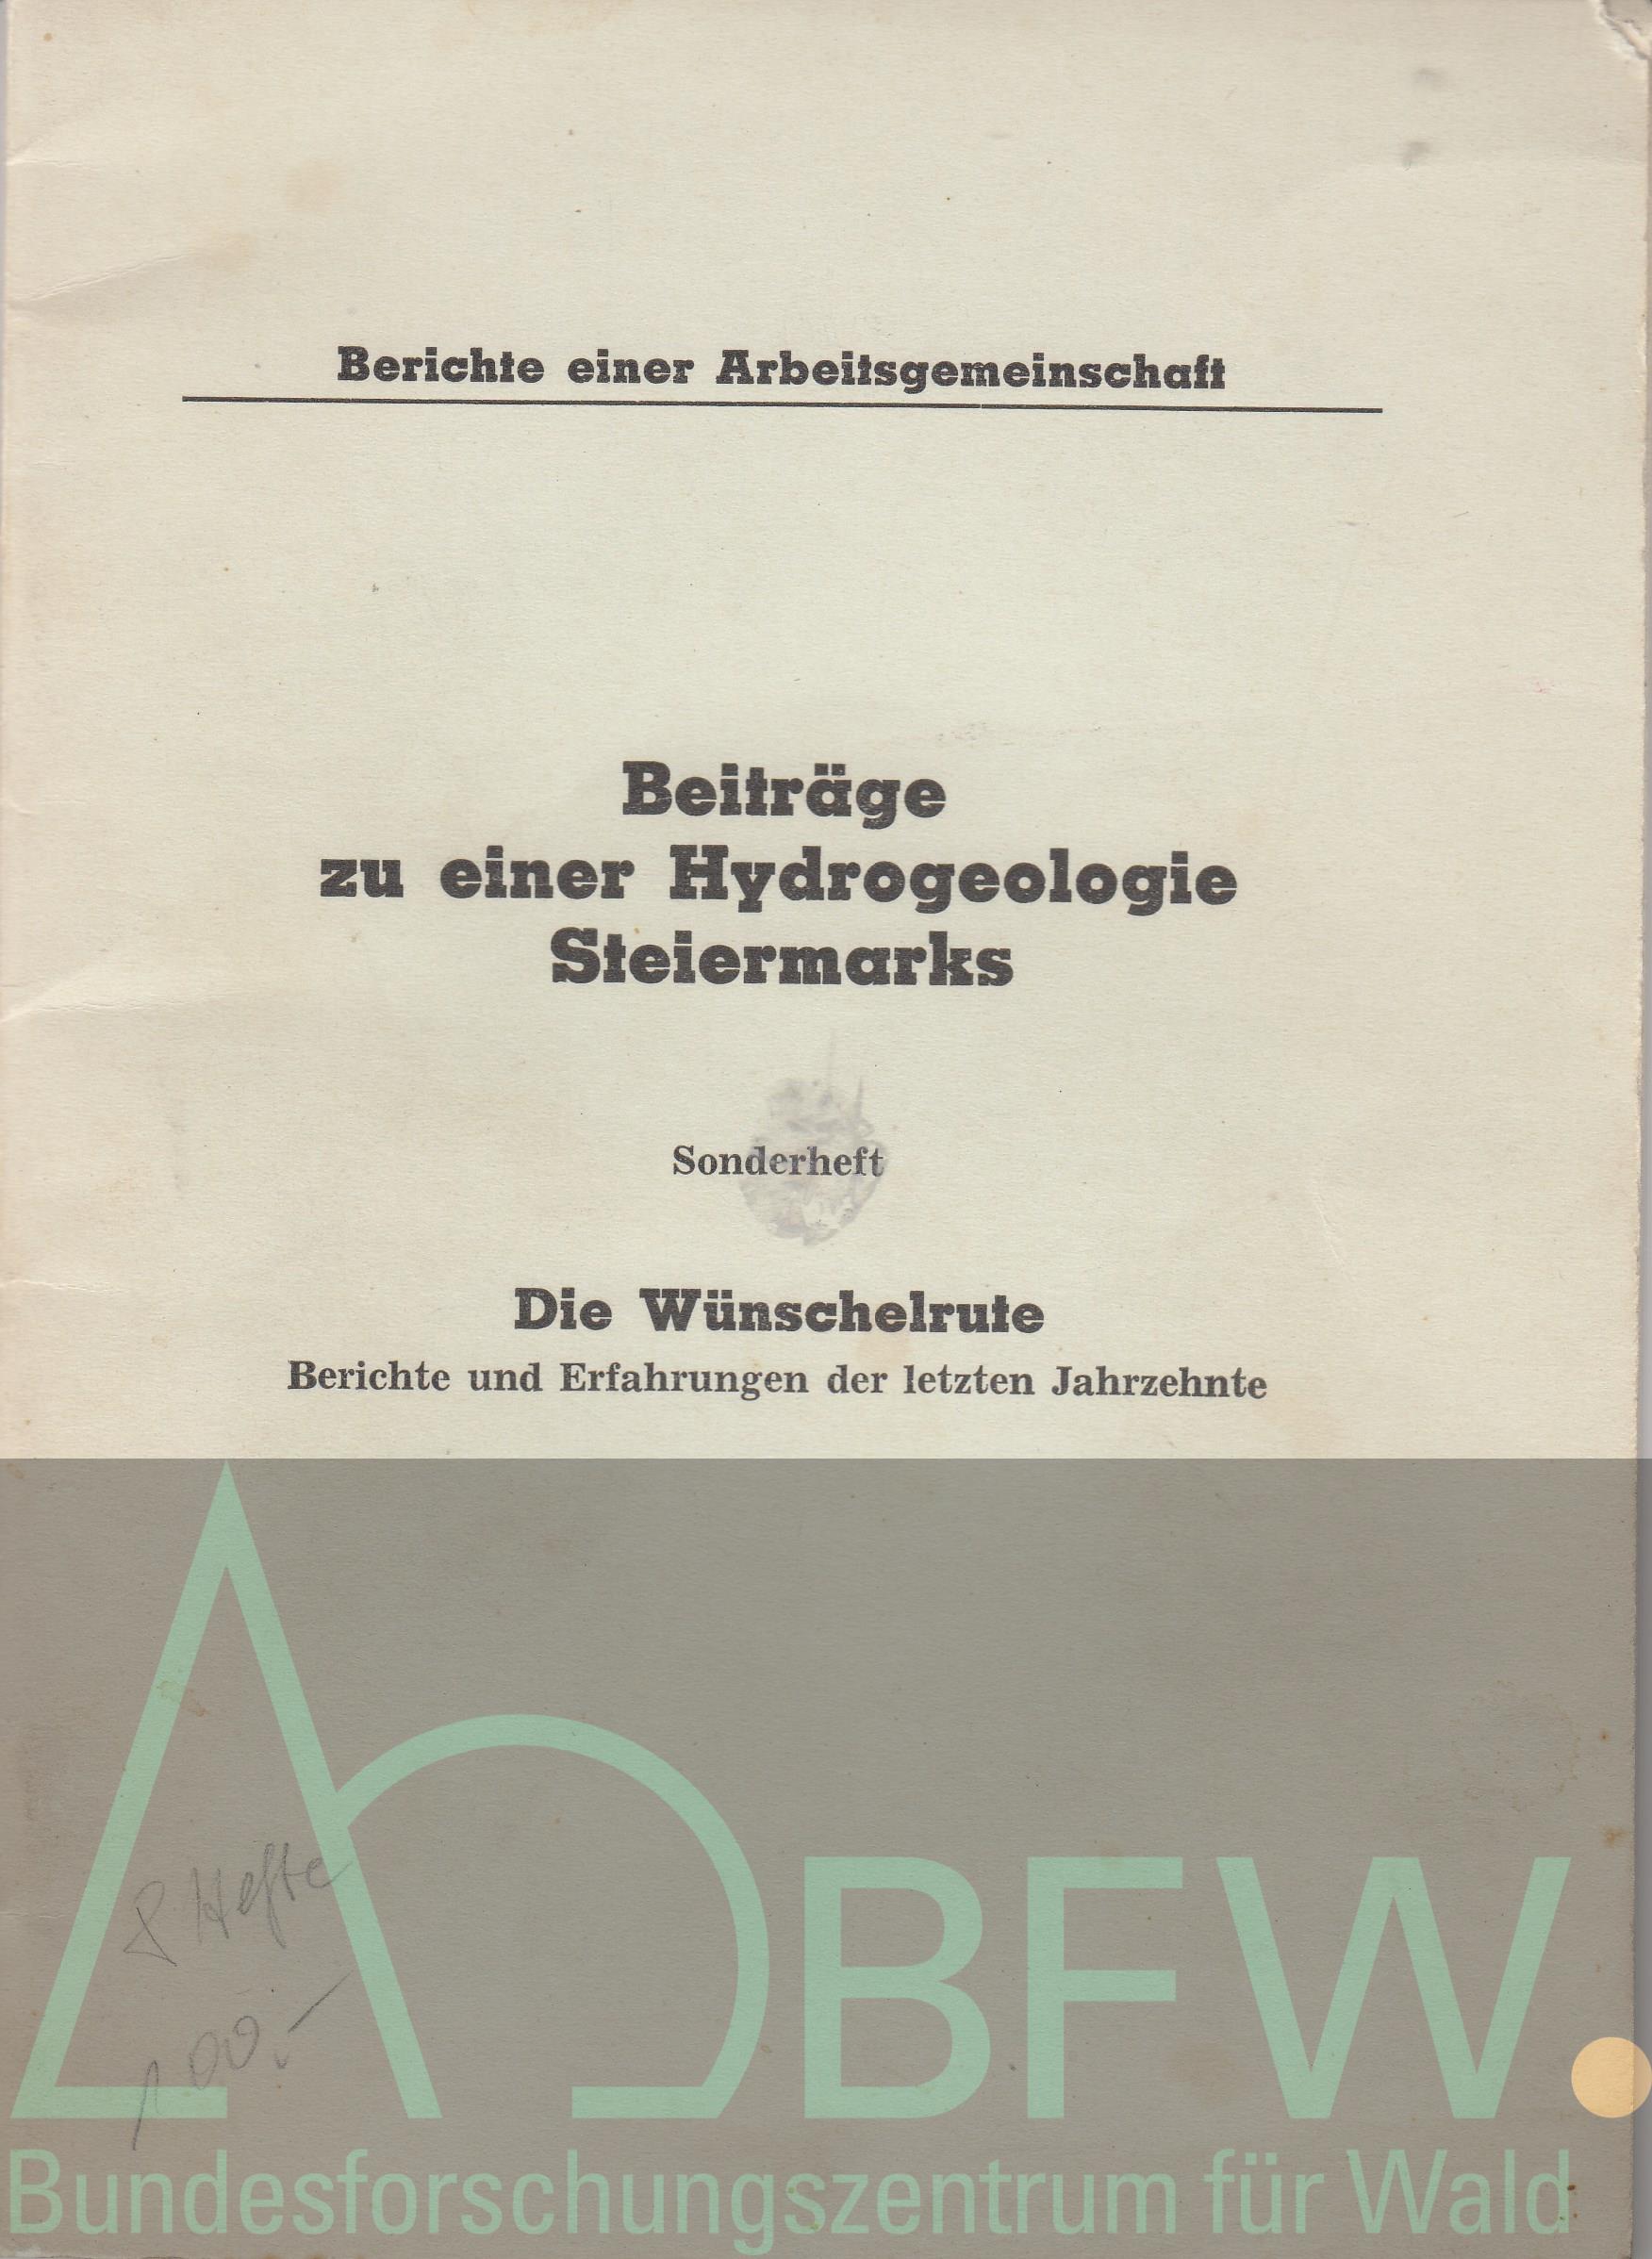 Berichte einer Arbeitsgemeinschaft
Beiträge
zu einer Hydrogeologie
Steiermarks
Sonderheft
Die Wünschelrute
Berichte und Erfahrungen der letzten Jahrzehnte
8 Hefte
100.-
BFW.
Bundesforschungszentrum für Wald